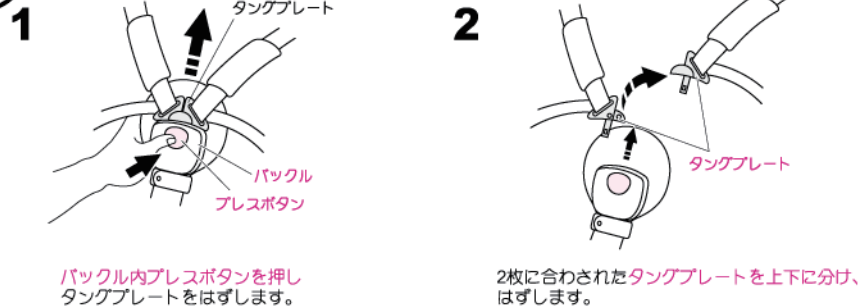 1
タングプレート
バックル
プレスボタン
バックル内プレスボタンを押し
タングプレートをはずします。
2
タングプレート
2枚に合わされたタングプレートを上下に分け、
はずします。